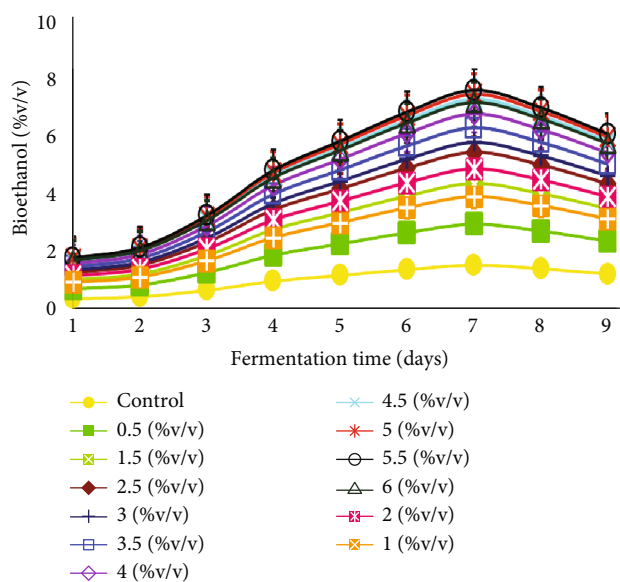 10
8
6
4
2
0
Bioethanol (%v/v)
1 2 3 4 5 6 7 8 9
Fermentation time (days)
Control
0.5 (%v/v)
1.5 (%v/v)
2.5 (%v/v)
3 (%v/v)
3.5 (%v/v)
4 (%v/v)
4.5 (%v/v)
5 (%v/v)
5.5 (%v/v)
6 (%v/v)
2 (%v/v)
1 (%v/v)